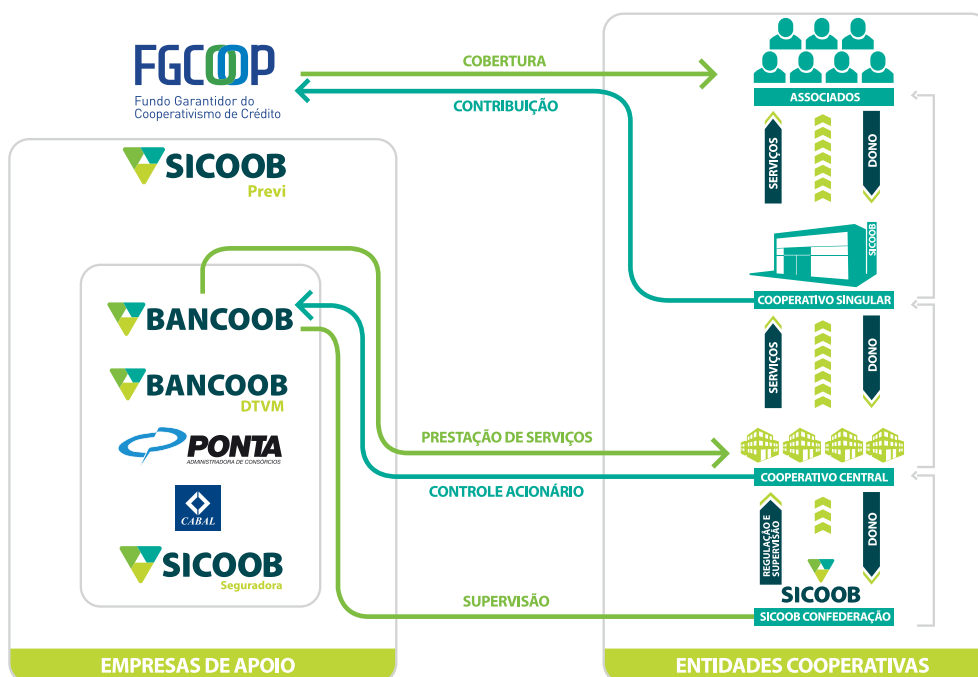 FGCOOP
Fundo Garantidor do
Cooperativismo de Crédito
COBERTURA
CONTRIBUIÇÃO
ASSOCIADOS
SERVIÇOS
DONO
SICOOB
Previ
SICOOB
COOPERATIVO SINGULAR
BANCOOB
SERVIÇOS
DONO
BANCOOB
DTVM
PONTA
ADMINISTRADORA DE CONSÓRCIOS
PRESTAÇÃO DE SERVIÇOS
COOPERATIVO CENTRAL
CONTROLE ACIONÁRIO
CABAL
REGULAÇÃO E
SUPERVISÃO
DONO
SICOOB
Seguradora
SUPERVISÃO
SICOOB
SICOOB CONFEDERAÇÃO
EMPRESAS DE APOIO
ENTIDADES COOPERATIVAS